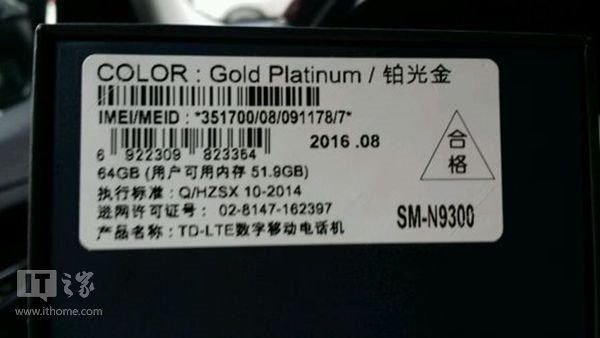 COLOR : Gold Platinum / 铂光金
IMEI/MEID : *351700/08/091178/7*
2016 .08
6 922309 823364
64GB (用户可用内存 51.9GB)
执行标准 : Q/HZSX 10-2014
进网许可证号 : 02-8147-162397
产品名称 : TD-LTE数字移动电话机
合格
SM-N9300
IT之家
www.ithome.com